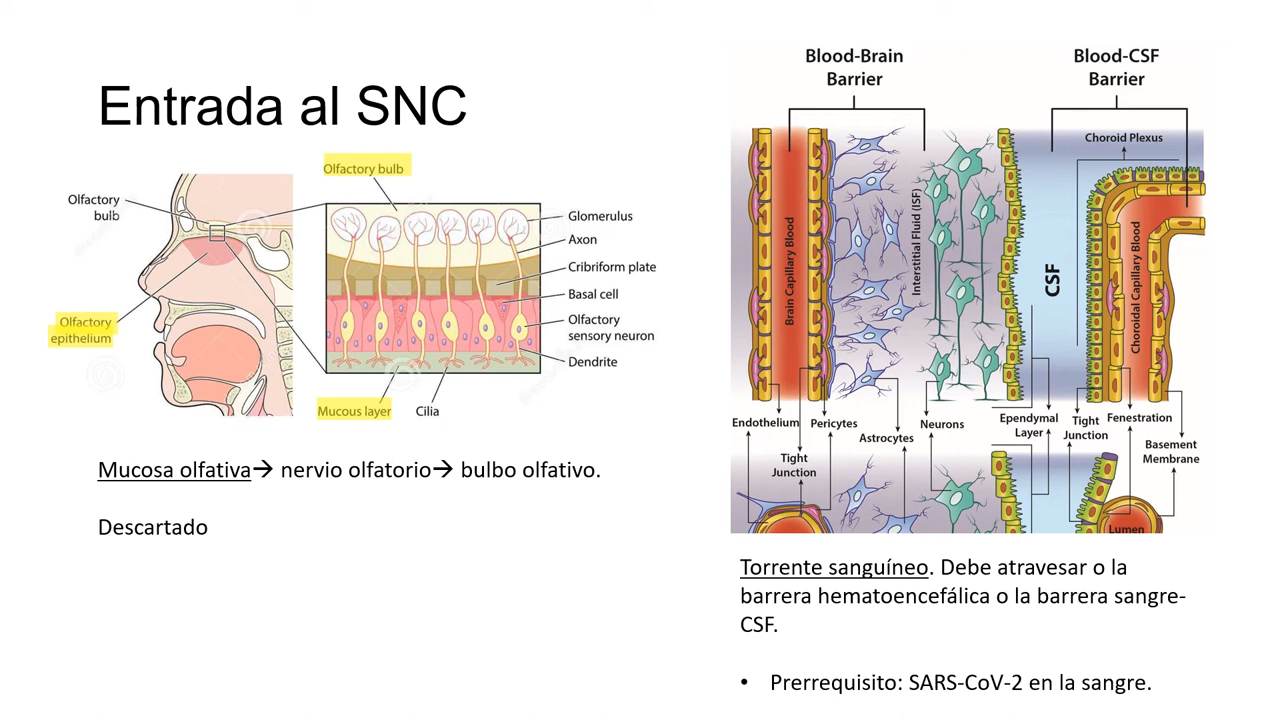 Entrada al SNC
Olfactory bulb
Olfactory
bulb
Olfactory
epithelium
Glomerulus
Axon
Cribriform plate
Basal cell
Olfactory
sensory neuron
Dendrite
Mucous layer
Cilia
Mucosa olfativa→ nervio olfatorio→ bulbo olfativo.
Descartado
Blood-Brain
Barrier
Blood-CSF
Barrier
Choroid Plexus
Brain Capillary Blood
Interstitial Fluid (ISF)
CSF
Choroidal Capillary Blood
Endothelium
Pericytes
Astrocytes
Neurons
Ependymal
Layer
Tight
Junction
Fenestration
Basement
Membrane
Tight
Junction
Lumen
Torrente sanguíneo. Debe atravesar o la
barrera hematoencefálica o la barrera sangre-
CSF.
• Prerrequisito: SARS-CoV-2 en la sangre.